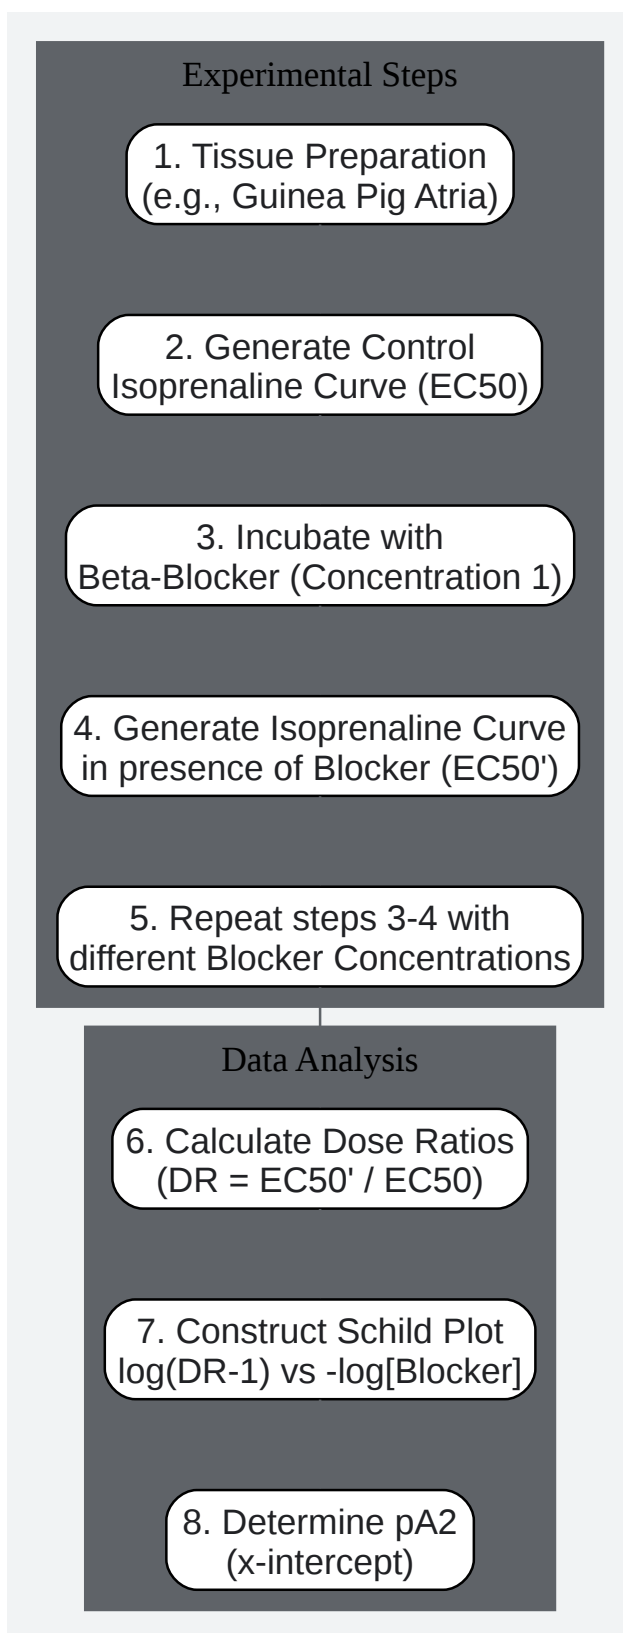 Experimental Steps
1. Tissue Preparation
(e.g., Guinea Pig Atria)
2. Generate Control
Isoprenaline Curve (EC50)
3. Incubate with
Beta-Blocker (Concentration 1)
4. Generate Isoprenaline Curve
in presence of Blocker (EC50')
5. Repeat steps 3-4 with
different Blocker Concentrations
Data Analysis
6. Calculate Dose Ratios
(DR = EC50' / EC50)
7. Construct Schild Plot
log(DR-1) vs -log[Blocker]
8. Determine pA2
(x-intercept)